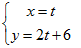 x = t
y = 2t + 6